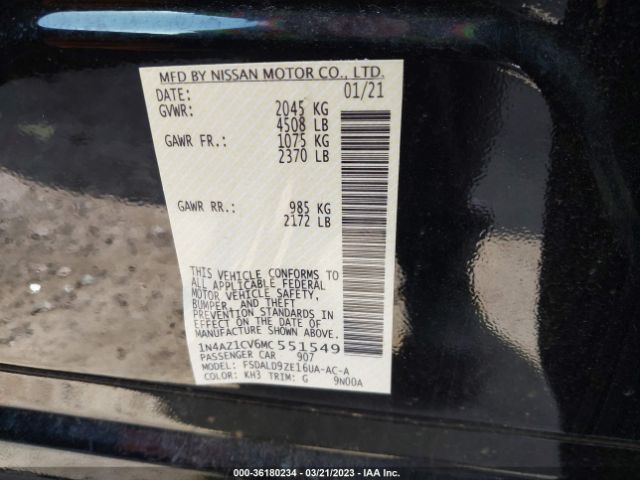 MFD BY NISSAN MOTOR CO., LTD.
DATE: 01/21
GVWR: 2045 KG
4508 LB
GAWR FR.: 1075 KG
2370 LB
GAWR RR.: 985 KG
2172 LB
THIS VEHICLE CONFORMS TO
ALL APPLICABLE FEDERAL
MOTOR VEHICLE SAFETY,
BUMPER, AND THEFT
PREVENTION STANDARDS IN
EFFECT ON THE DATE OF
MANUFACTURE SHOWN ABOVE.
1N4AZ1CV6MC551549
PASSENGER CAR 907
MODEL: FSDALD9ZE16UA-AC-A
COLOR: KH3 TRIM: G 9N00A
000-36180234 — 03/21/2023 — IAA Inc.